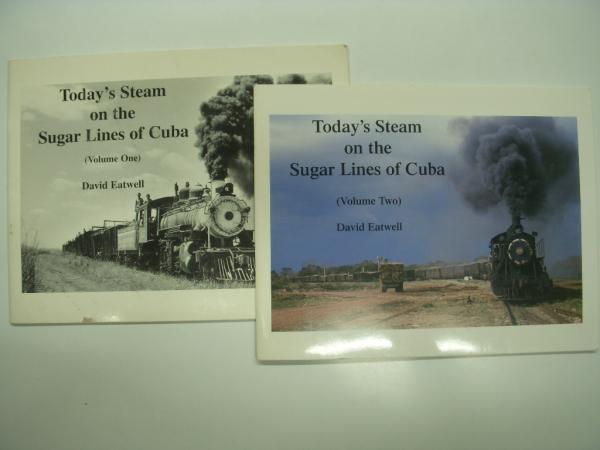 Today's Steam
on the
Sugar Lines of Cuba
(Volume One)
David Eatwell
Today's Steam
on the
Sugar Lines of Cuba
(Volume Two)
David Eatwell